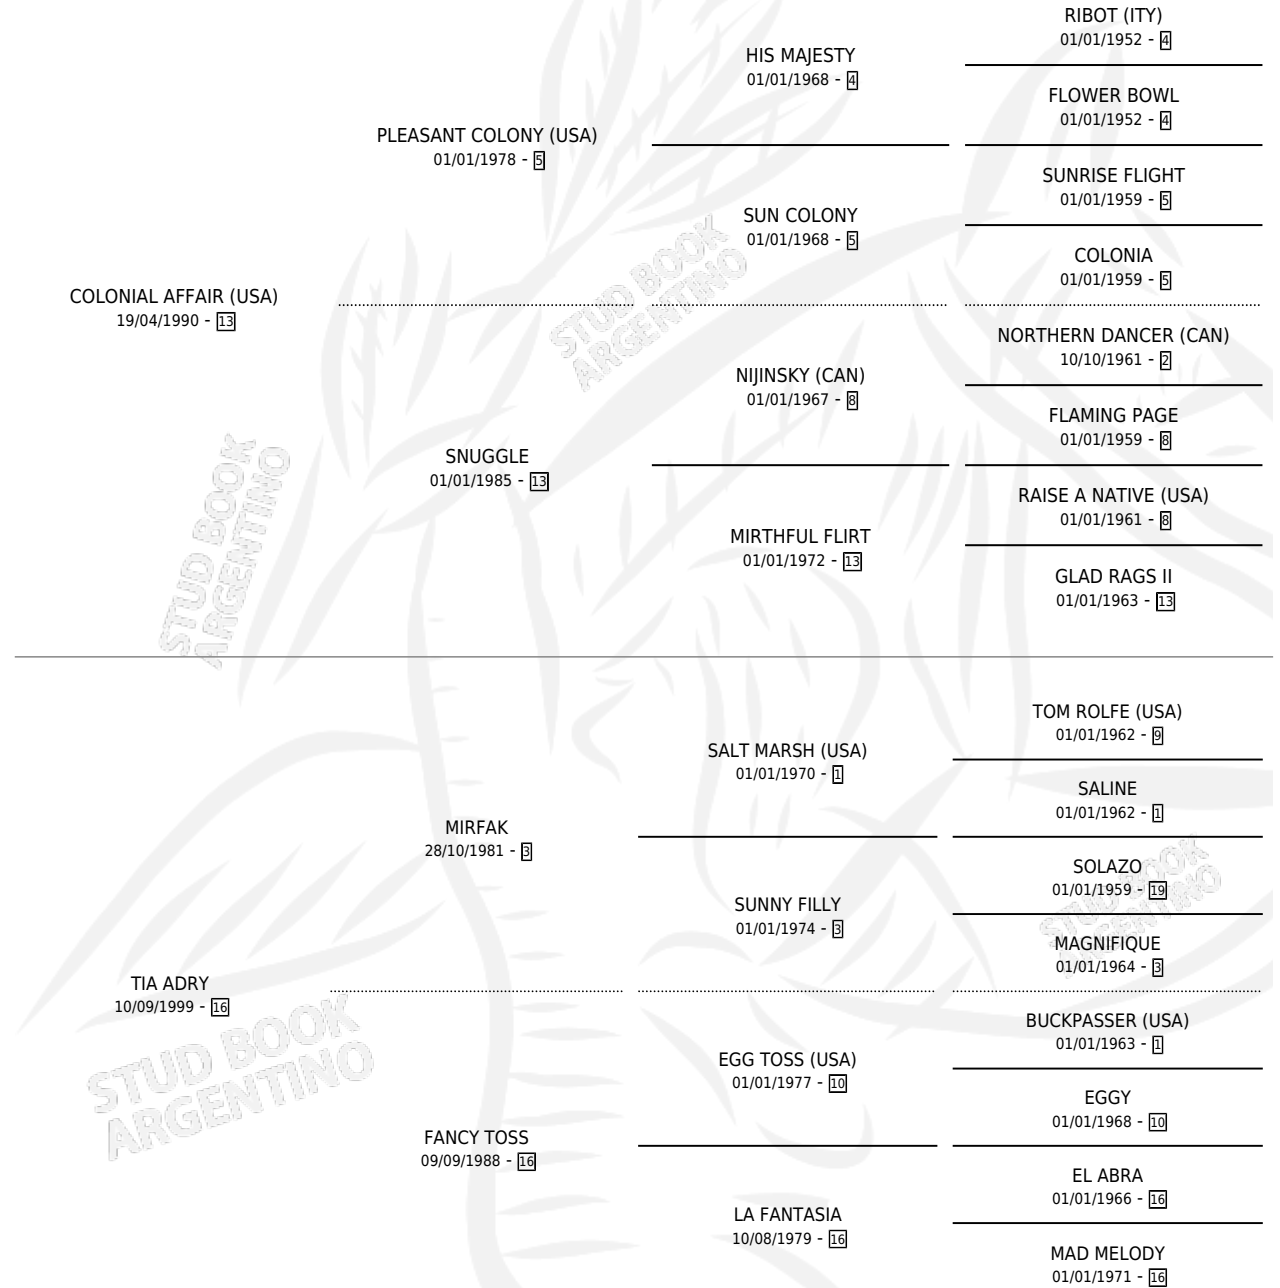 RIBOT (ITY)
01/01/1952 - 4
HIS MAJESTY
01/01/1968 - 4
FLOWER BOWL
01/01/1952 - 4
PLEASANT COLONY (USA)
01/01/1978 - 5
SUNRISE FLIGHT
01/01/1959 - 5
SUN COLONY
01/01/1968 - 5
COLONIA
01/01/1959 - 5
COLONIAL AFFAIR (USA)
19/04/1990 - 13
NORTHERN DANCER (CAN)
10/10/1961 - 2
NIJINSKY (CAN)
01/01/1967 - 8
FLAMING PAGE
01/01/1959 - 8
SNUGGLE
01/01/1985 - 13
RAISE A NATIVE (USA)
01/01/1961 - 8
MIRTHFUL FLIRT
01/01/1972 - 13
GLAD RAGS II
01/01/1963 - 13
TOM ROLFE (USA)
01/01/1962 - 9
SALT MARSH (USA)
01/01/1970 - 1
SALINE
01/01/1962 - 1
MIRFAK
28/10/1981 - 3
SOLAZO
01/01/1959 - 19
SUNNY FILLY
01/01/1974 - 3
MAGNIFIQUE
01/01/1964 - 3
TIA ADRY
10/09/1999 - 16
BUCKPASSER (USA)
01/01/1963 - 1
EGG TOSS (USA)
01/01/1977 - 10
EGGY
01/01/1968 - 10
FANCY TOSS
09/09/1988 - 16
EL ABRA
01/01/1966 - 16
LA FANTASIA
10/08/1979 - 16
MAD MELODY
01/01/1971 - 16
STUD BOOK
ARGENTINO
STUD BOOK
ARGENTINO
STUD BOOK
ARGENTINO
STUD BOOK
ARGENTINO